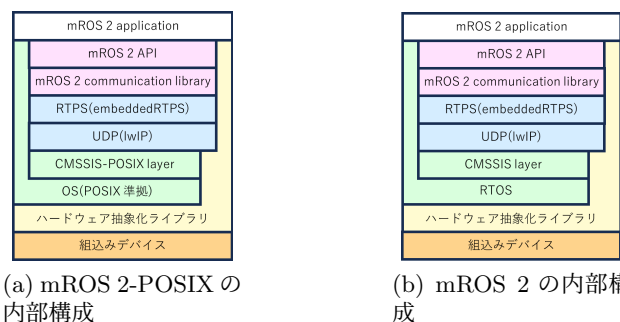 mROS 2 application
mROS 2 API
mROS 2 communication library
RTPS(embeddedRTPS)
UDP(lwIP)
CMSSIS-POSIX layer
OS(POSIX 準拠)
ハードウェア抽象化ライブラリ
組込みデバイス
(a) mROS 2-POSIX の
内部構成
mROS 2 application
mROS 2 API
mROS 2 communication library
RTPS(embeddedRTPS)
UDP(lwIP)
CMSSIS layer
RTOS
ハードウェア抽象化ライブラリ
組込みデバイス
(b) mROS 2 の内部構
成